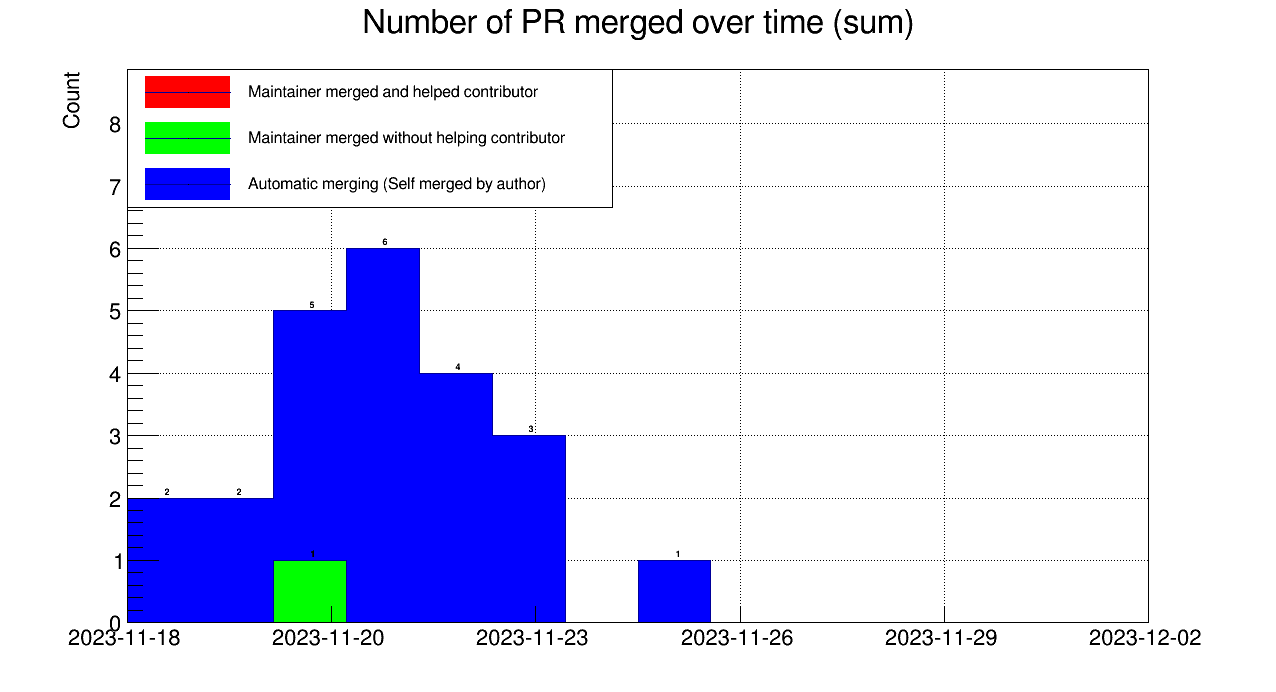 Number of PR merged over time (sum)
Count
Maintainer merged and helped contributor
Maintainer merged without helping contributor
Automatic merging (Self merged by author)
8
7
6
5
4
3
2
1
0
6
5
4
3
2 2
1 1
2023-11-18 2023-11-20 2023-11-23 2023-11-26 2023-11-29 2023-12-02